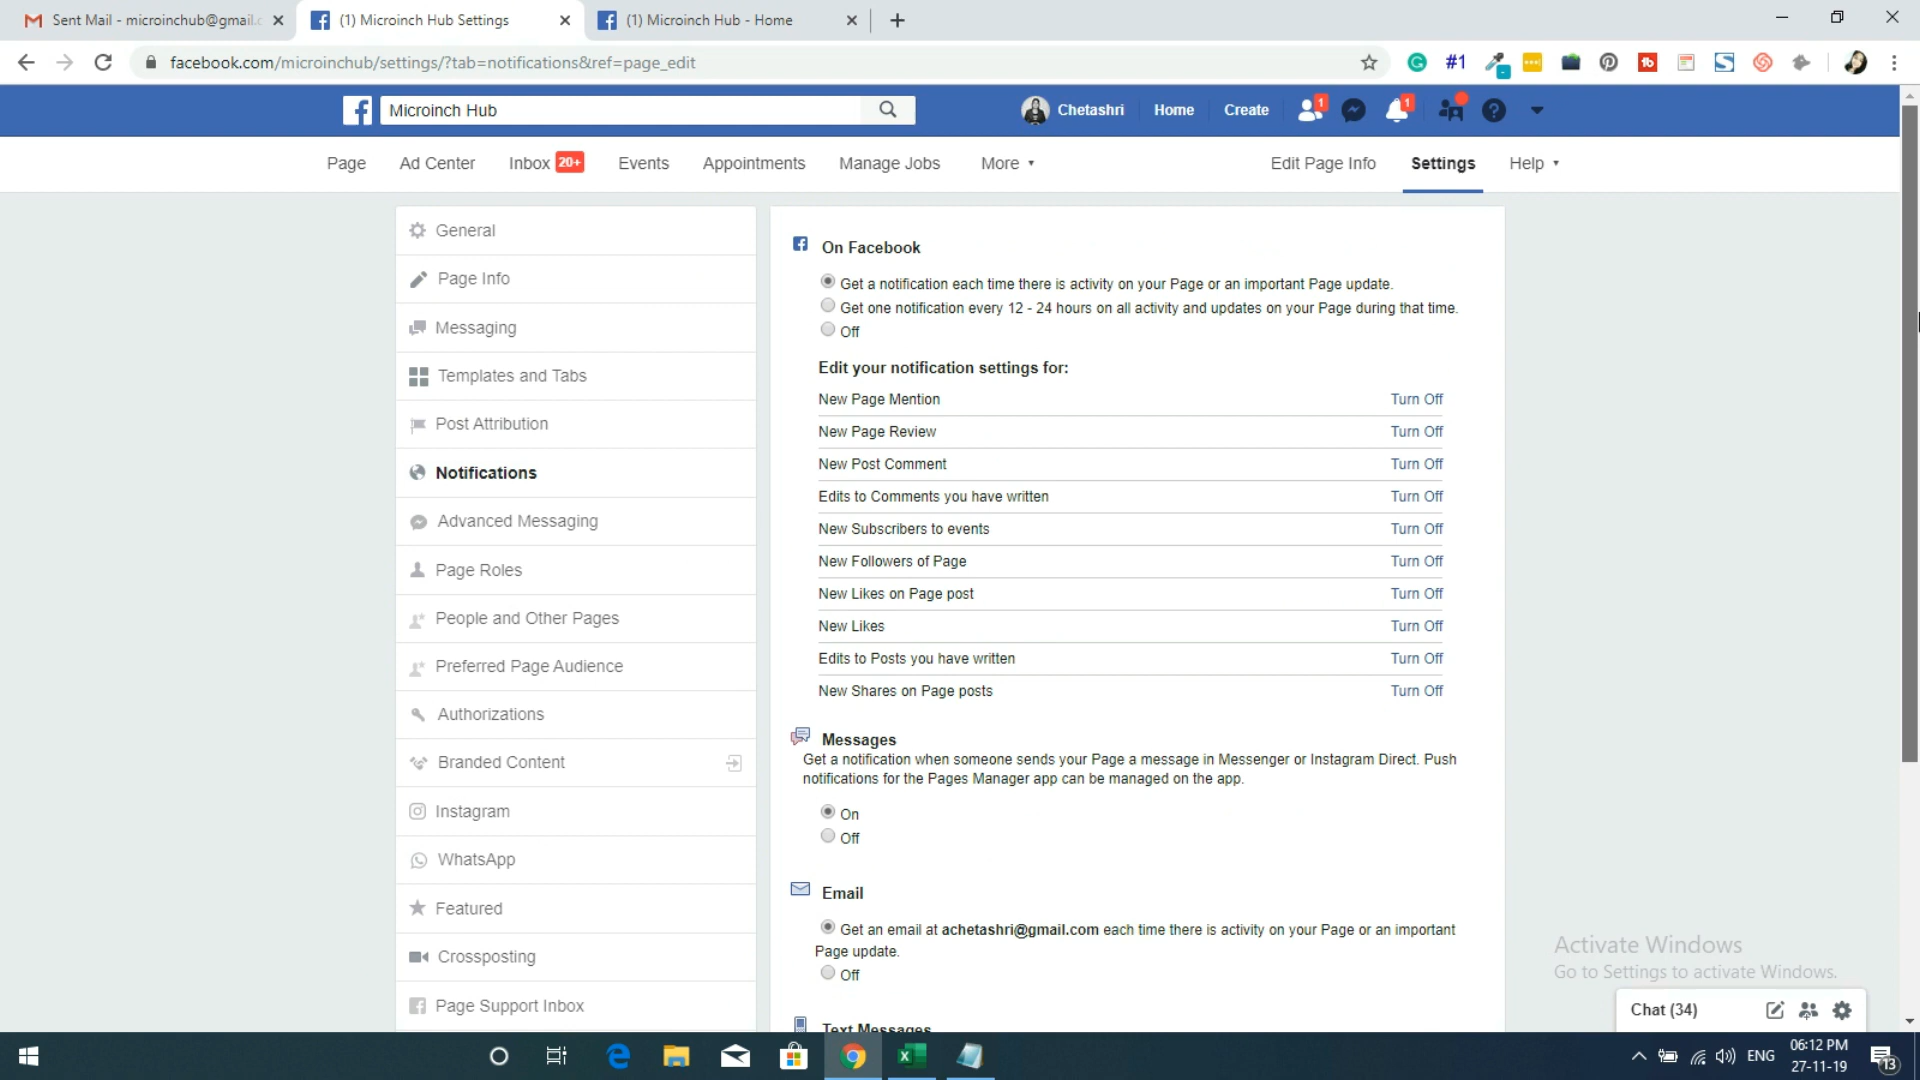 Sent Mail - microinchub@gmail.c
(1) Microinch Hub Settings
(1) Microinch Hub - Home
facebook.com/microinchub/settings/?tab=notifications&ref=page_edit
#1
Microinch Hub
Chetashri
Home
Create
1
1
Page
Ad Center
Inbox 20+
Events
Appointments
Manage Jobs
More
Edit Page Info
Settings
Help
General
Page Info
Messaging
Templates and Tabs
Post Attribution
Notifications
Advanced Messaging
Page Roles
People and Other Pages
Preferred Page Audience
Authorizations
Branded Content
Instagram
WhatsApp
Featured
Crossposting
Page Support Inbox
On Facebook
Get a notification each time there is activity on your Page or an important Page update.
Get one notification every 12 - 24 hours on all activity and updates on your Page during that time.
Off
Edit your notification settings for:
New Page Mention Turn Off
New Page Review Turn Off
New Post Comment Turn Off
Edits to Comments you have written Turn Off
New Subscribers to events Turn Off
New Followers of Page Turn Off
New Likes on Page post Turn Off
New Likes Turn Off
Edits to Posts you have written Turn Off
New Shares on Page posts Turn Off
Messages
Get a notification when someone sends your Page a message in Messenger or Instagram Direct. Push
notifications for the Pages Manager app can be managed on the app.
On
Off
Email
Get an email at achetashri@gmail.com each time there is activity on your Page or an important
Page update.
Off
Text Messages
Activate Windows
Go to Settings to activate Windows.
Chat (34)
ENG
06:12 PM
27-11-19
13